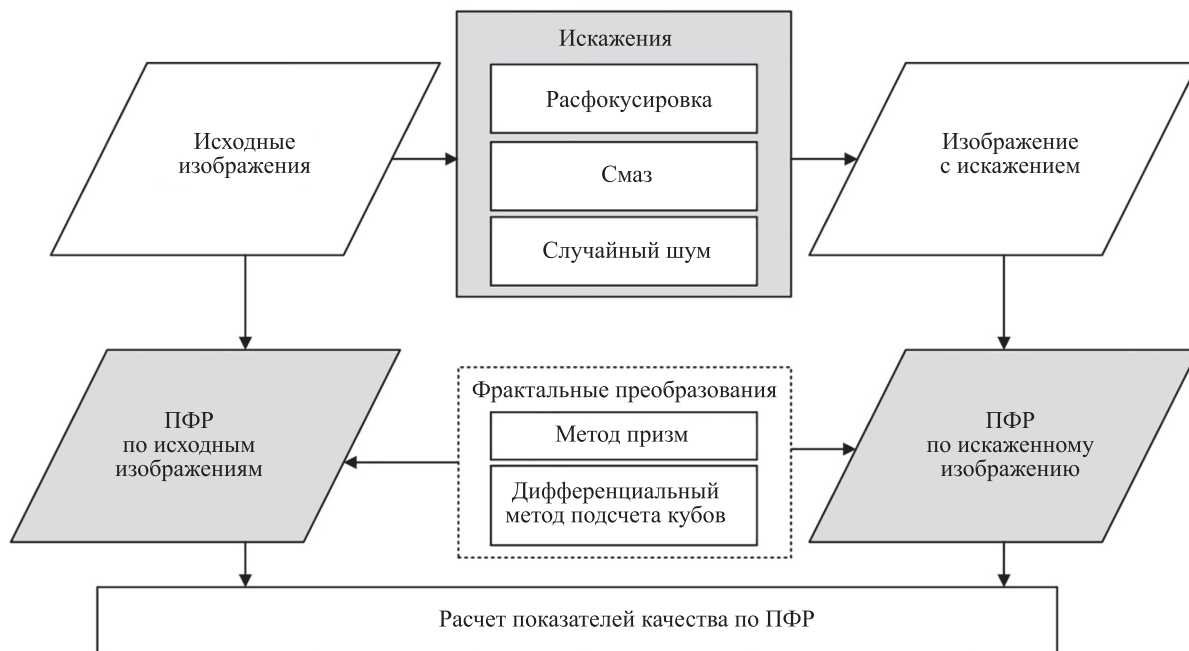 Искажения
Расфокусировка
Смаз
Случайный шум
Исходные
изображения
Изображение
с искажением
ПФР
по исходным
изображениям
Фрактальные преобразования
Метод призм
Дифференциальный
метод подсчета кубов
ПФР
по искаженному
изображению
Расчет показателей качества по ПФР